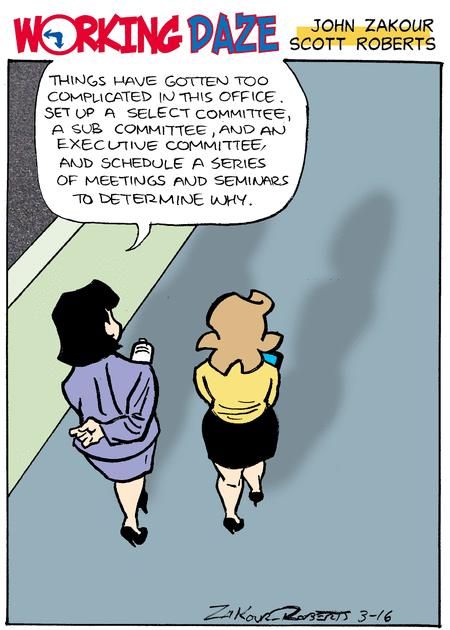 WORKING DAZE
JOHN ZAKOUR
SCOTT ROBERTS
THINGS HAVE GOTTEN TOO
COMPLICATED IN THIS OFFICE.
SET UP A SELECT COMMITTEE,
A SUB COMMITTEE, AND AN
EXECUTIVE COMMITTEE,
AND SCHEDULE A SERIES
OF MEETINGS AND SEMINARS
TO DETERMINE WHY.
ZAKOUR ROBERTS 3-16